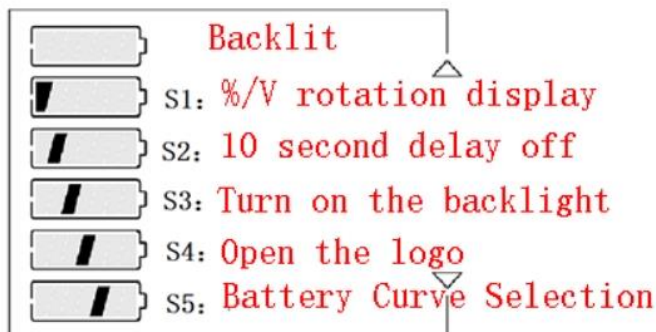 Backlit
S1: %/V rotation display
S2: 10 second delay off
S3: Turn on the backlight
S4: Open the logo
S5: Battery Curve Selection